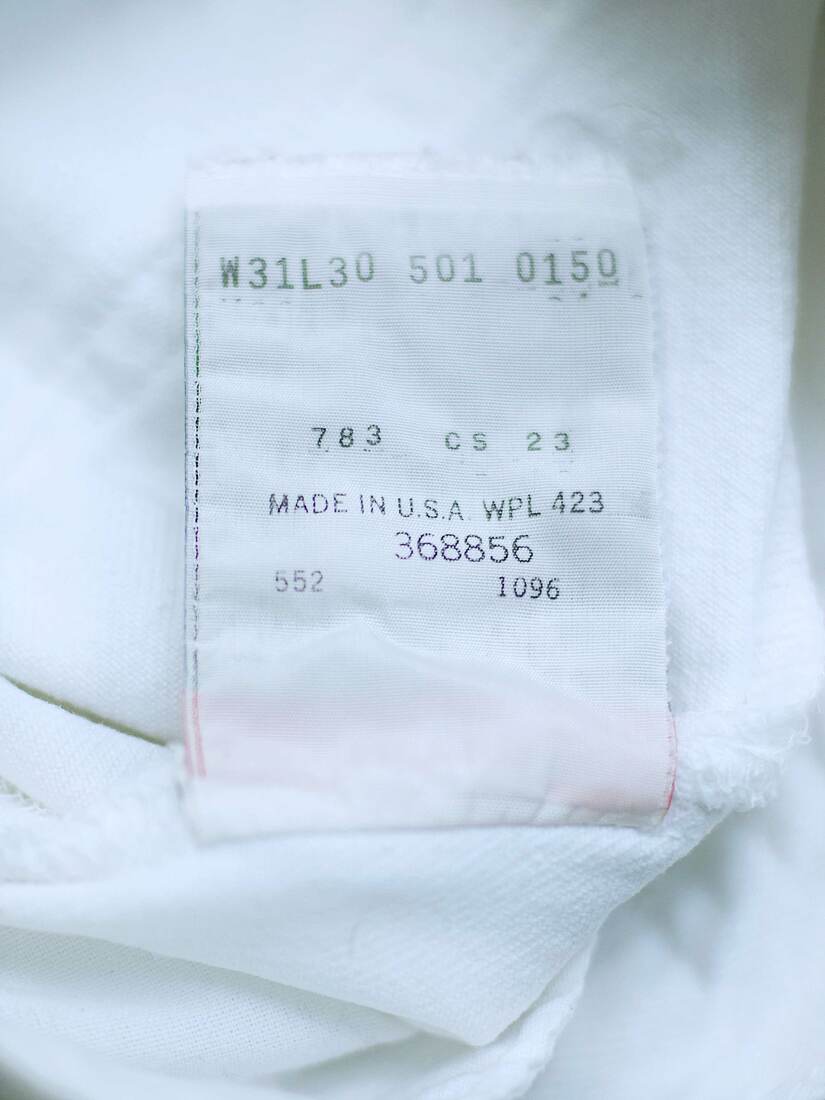 W31L30 501 0150
783 CS 23
MADE IN U.S.A. WPL 423
368856
552 1096